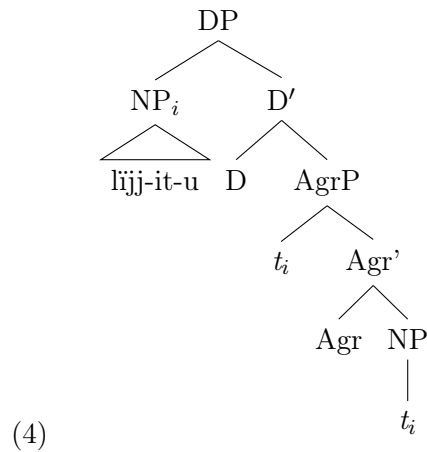 DP
NPᵢ D′
lïjj-it-u D AgrP
tᵢ Agr'
Agr NP
tᵢ
(4)